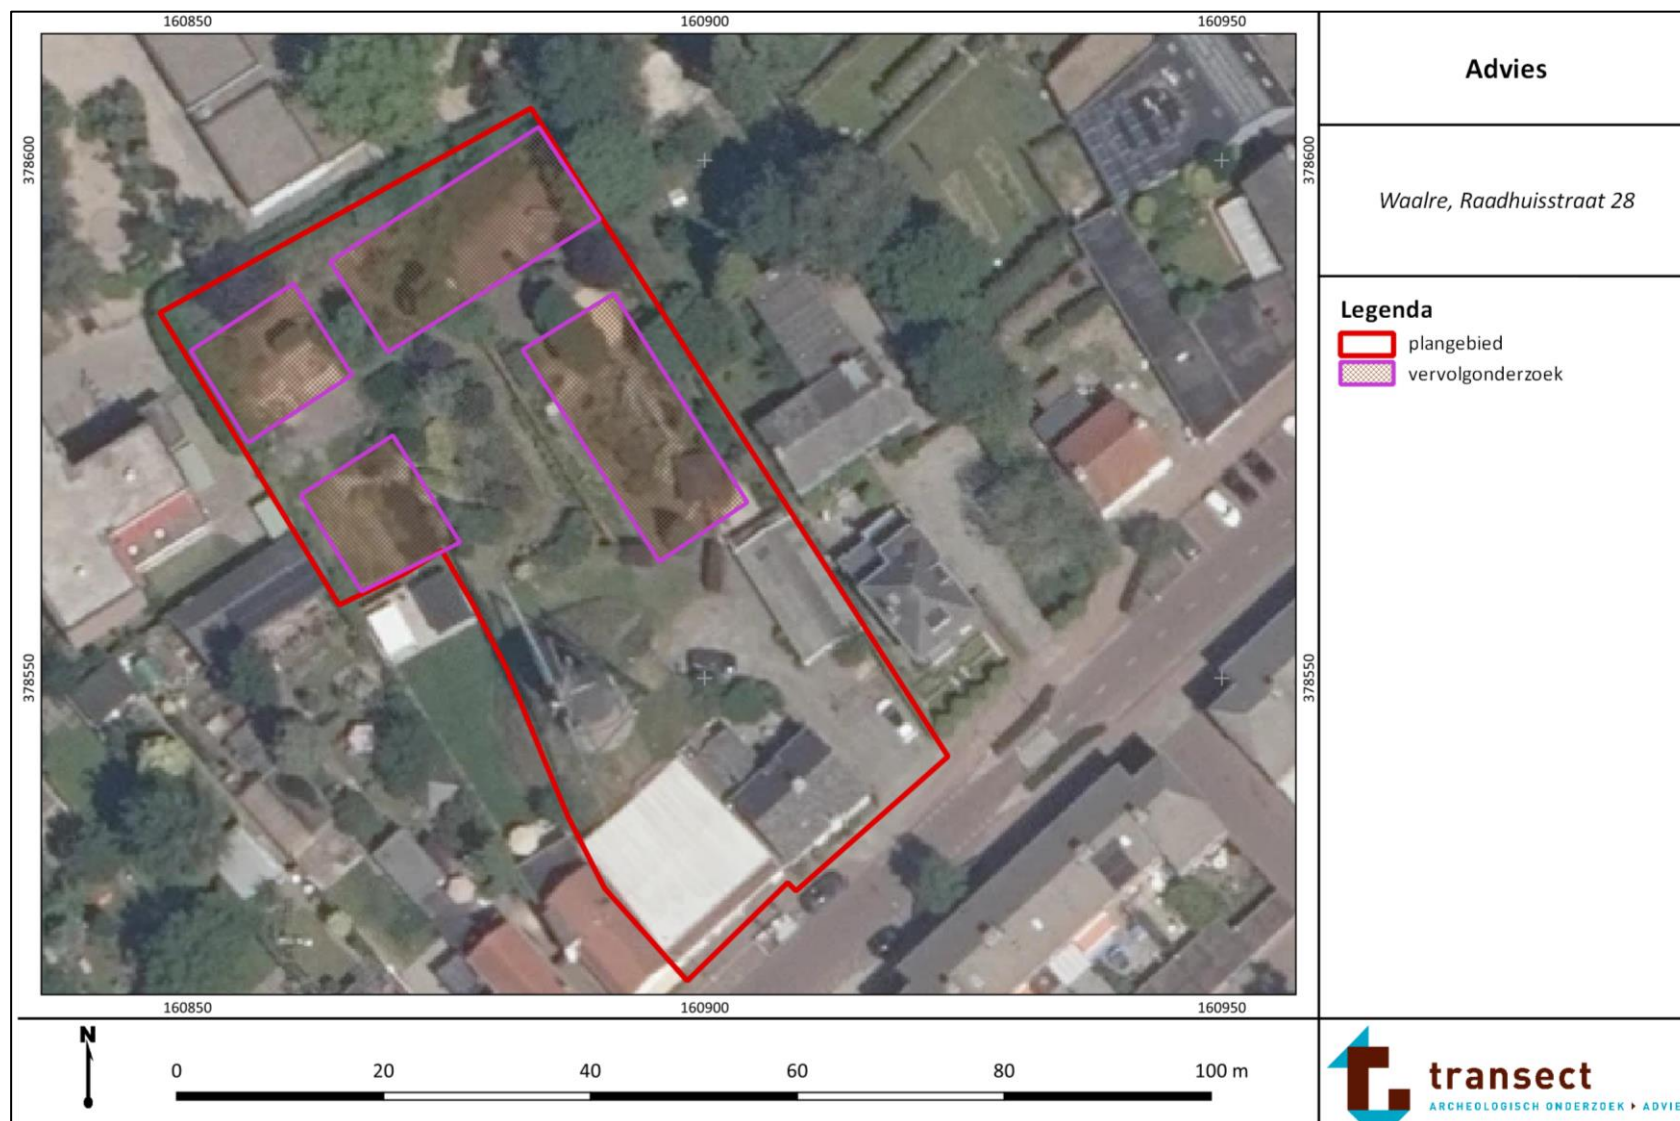 160850 160900 160950
378600 378600
378550 378550
160850 160900 160950
Advies
Waalre, Raadhuisstraat 28
Legenda
plangebied
vervolgonderzoek
N
0 20 40 60 80 100 m
transect
ARCHEOLOGISCH ONDERZOEK ADVIE